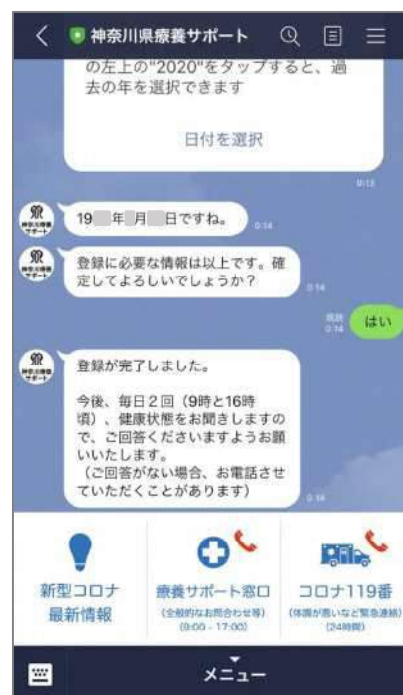 神奈川県療養サポート
の左上の"2020"をタップすると、過
去の年を選択できます
日付を選択
0:13
19 年 月 日ですね。
0:14
登録に必要な情報は以上です。確
定してよろしいでしょうか？
0:14
既読
0:14
はい
登録が完了しました。
今後、毎日２回（9時と16時
頃）、健康状態をお聞きしますの
で、ご回答くださいますようお願
いいたします。
（ご回答がない場合、お電話させ
ていただくことがあります）
0:14
新型コロナ
最新情報
療養サポート窓口
(全般的なお問合わせ等)
(9:00 - 17:00)
コロナ119番
(体調が悪いなど緊急連絡)
(24時間)
メニュー